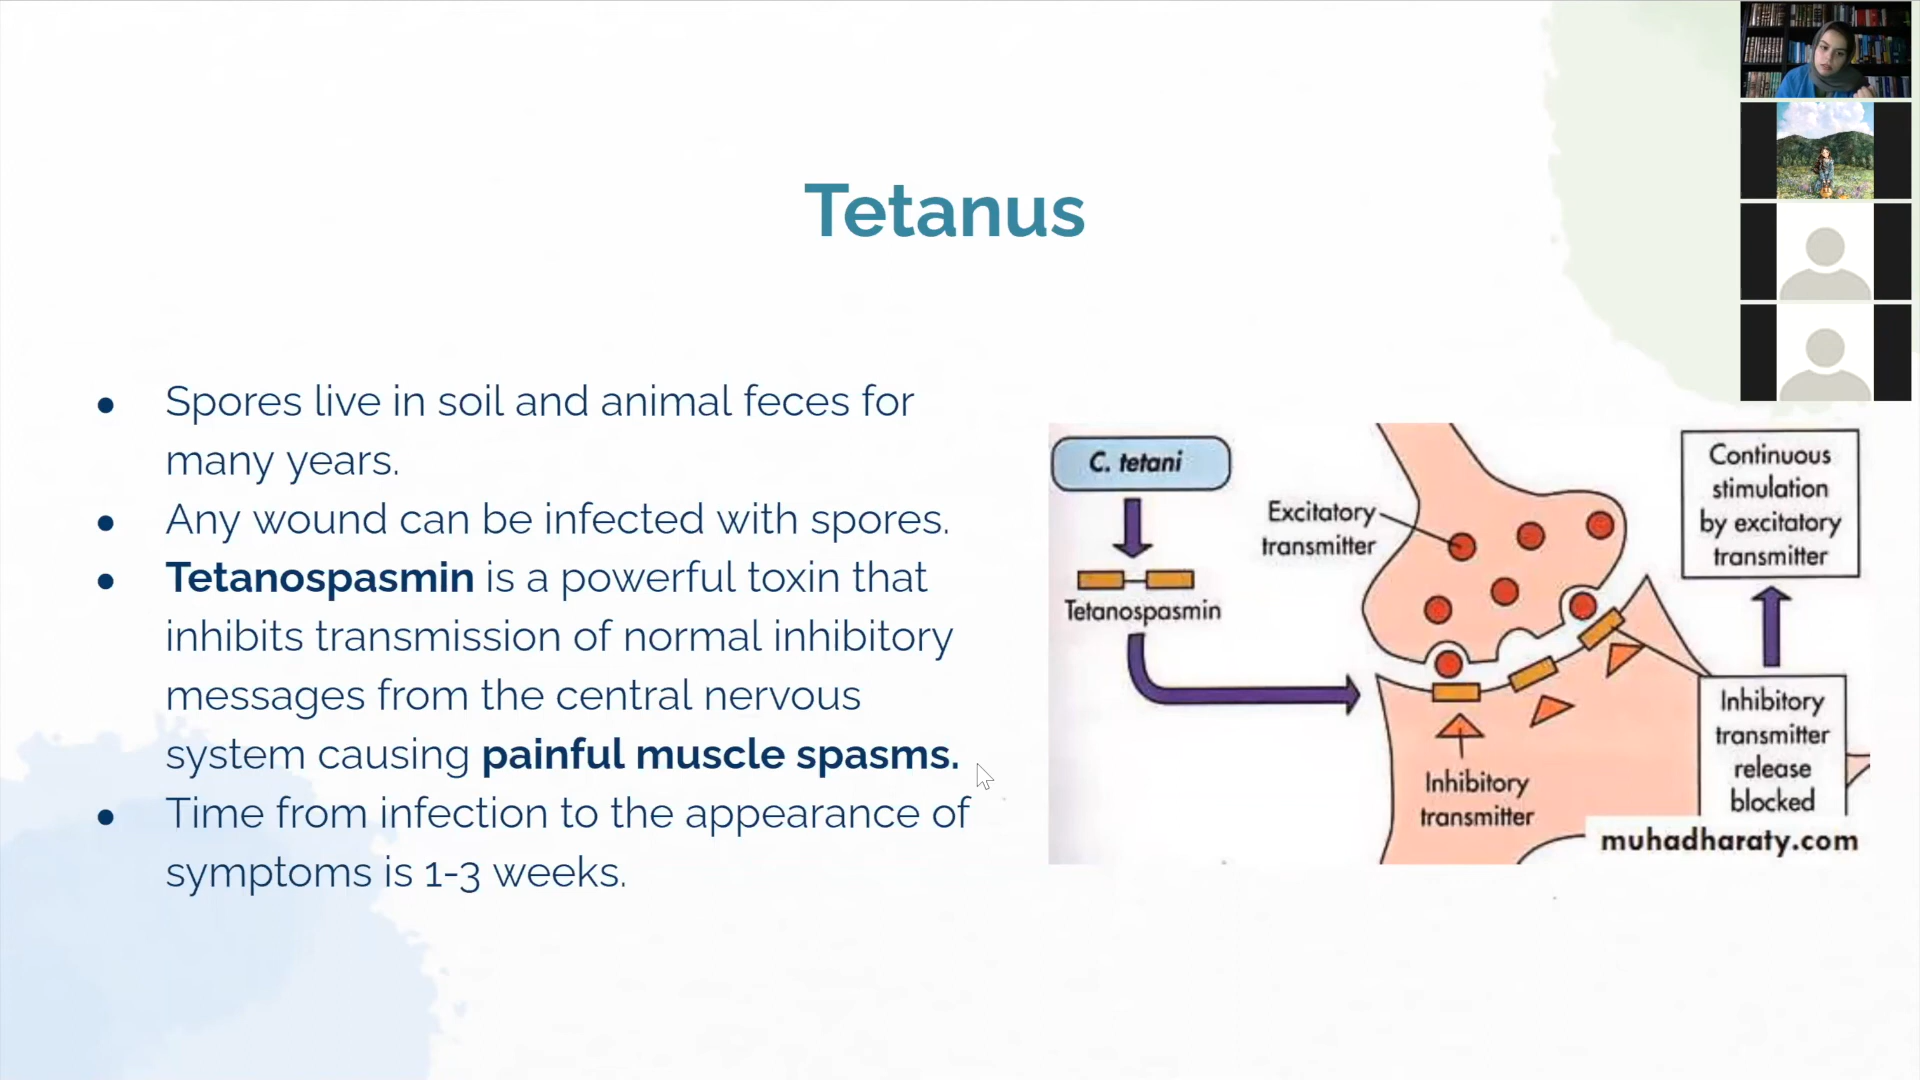 Tetanus
● Spores live in soil and animal feces for
many years.
● Any wound can be infected with spores.
● Tetanospasmin is a powerful toxin that
inhibits transmission of normal inhibitory
messages from the central nervous
system causing painful muscle spasms.
● Time from infection to the appearance of
symptoms is 1-3 weeks.
C. tetani
Tetanospasmin
Excitatory
transmitter
Inhibitory
transmitter
Continuous
stimulation
by excitatory
transmitter
Inhibitory
transmitter
release
blocked
muhadharaty.com